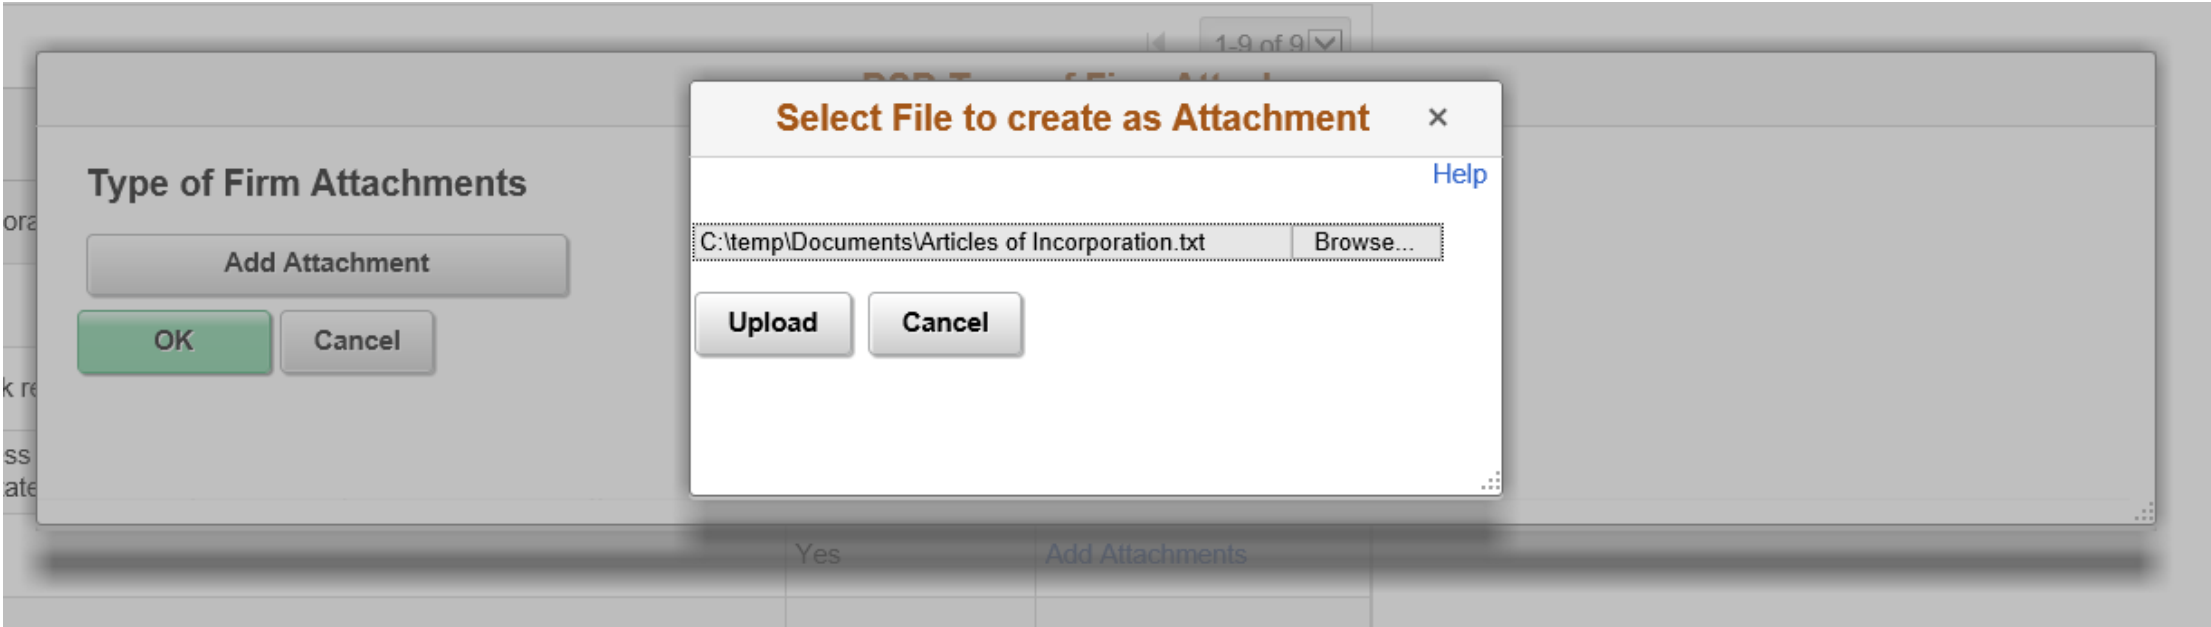 1-9 of 9
Select File to create as Attachment ×
Help
Type of Firm Attachments
C:\temp\Documents\Articles of Incorporation.txt Browse...
Add Attachment
Upload Cancel
OK Cancel
Yes Add Attachments